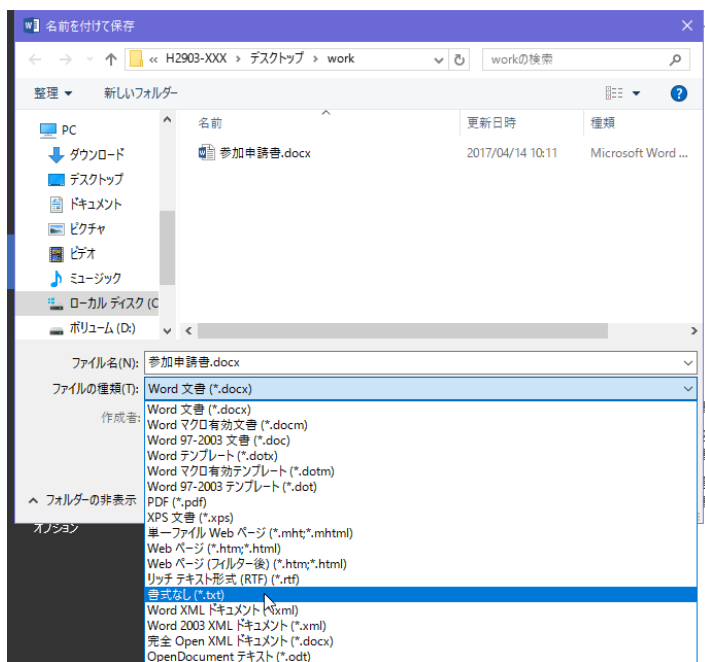 名前を付けて保存
« H2903-XXX › デスクトップ › work
workの検索
整理 新しいフォルダー
PC
ダウンロード
デスクトップ
ドキュメント
ピクチャ
ビデオ
ミュージック
ローカル ディスク (C
ボリューム (D:)
名前 更新日時 種類
参加申請書.docx 2017/04/14 10:11 Microsoft Word ...
ファイル名(N): 参加申請書.docx
ファイルの種類(T): Word 文書 (*.docx)
作成者:
Word 文書 (*.docx)
Word マクロ有効文書 (*.docm)
Word 97-2003 文書 (*.doc)
Word テンプレート (*.dotx)
Word マクロ有効テンプレート (*.dotm)
Word 97-2003 テンプレート (*.dot)
PDF (*.pdf)
XPS 文書 (*.xps)
単一ファイル Web ページ (*.mht;*.mhtml)
Web ページ (*.htm;*.html)
Web ページ (フィルター後) (*.htm;*.html)
リッチ テキスト形式 (RTF) (*.rtf)
書式なし (*.txt)
Word XML ドキュメント (*.xml)
Word 2003 XML ドキュメント (*.xml)
完全 Open XML ドキュメント (*.docx)
OpenDocument テキスト (*.odt)
フォルダーの非表示
オプション